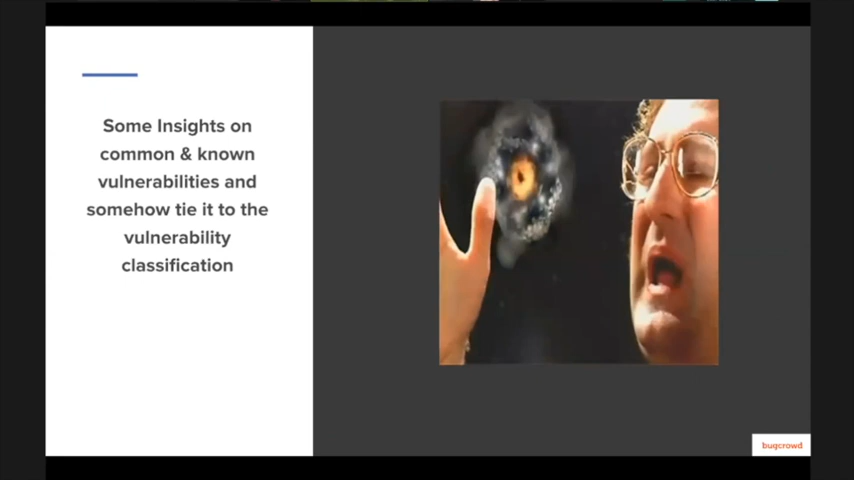 Some Insights on
common & known
vulnerabilities and
somehow tie it to the
vulnerability
classification
bugcrowd